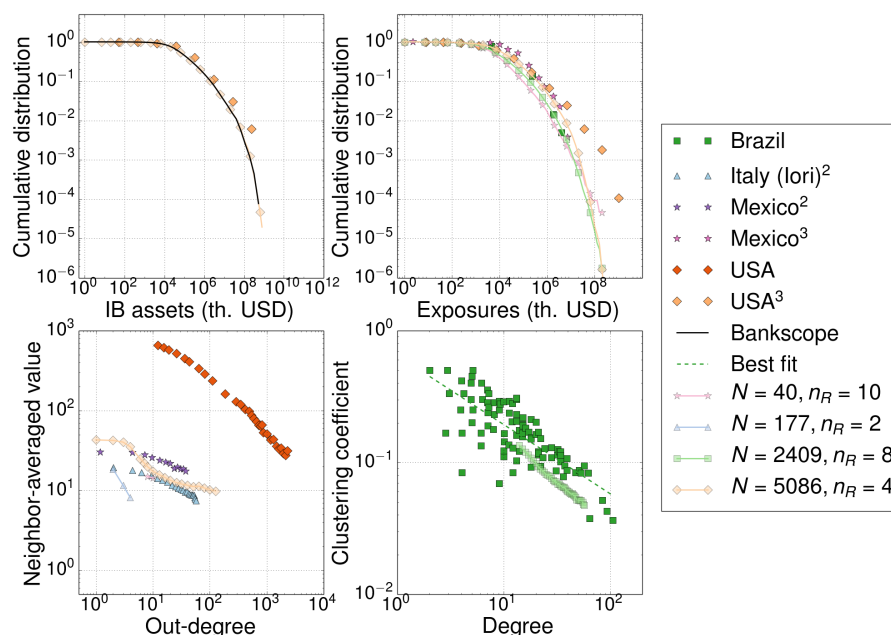 10^1
10^0
10^-1
10^-2
10^-3
10^-4
10^-5
10^-6
Cumulative distribution
10^0 10^2 10^4 10^6 10^8 10^10 10^12
IB assets (th. USD)
10^1
10^0
10^-1
10^-2
10^-3
10^-4
10^-5
10^-6
Cumulative distribution
10^0 10^2 10^4 10^6 10^8
Exposures (th. USD)
10^3
10^2
10^1
10^0
Neighbor-averaged value
10^0 10^1 10^2 10^3 10^4
Out-degree
10^0
10^-1
10^-2
Clustering coefficient
10^0 10^1 10^2
Degree
Brazil
Italy (Iori)^2
Mexico^2
Mexico^3
USA
USA^3
Bankscope
Best fit
N = 40, n_R = 10
N = 177, n_R = 2
N = 2409, n_R = 8
N = 5086, n_R = 4